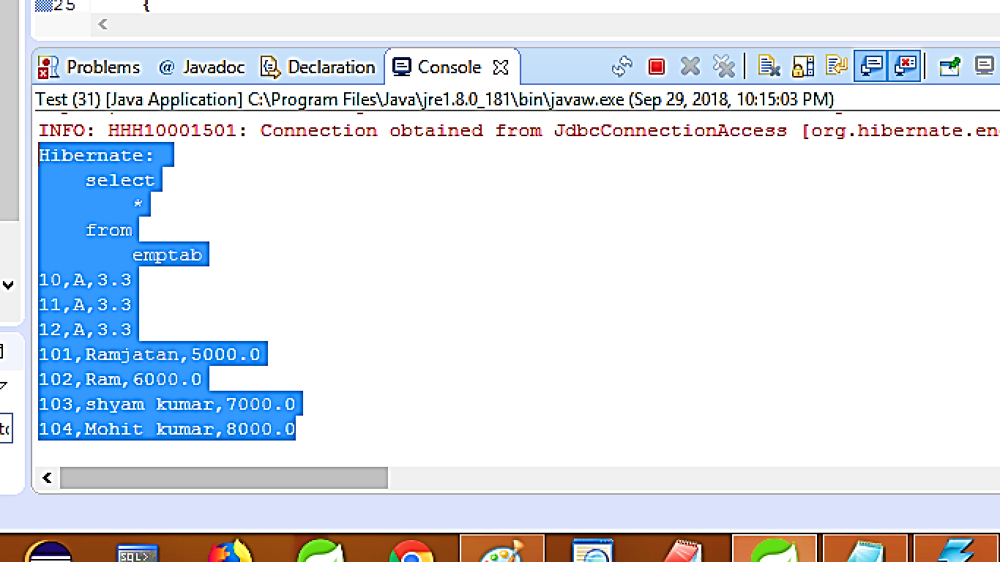 25 {
Problems @ Javadoc Declaration Console
Test (31) [Java Application] C:\Program Files\Java\jre1.8.0_181\bin\javaw.exe (Sep 29, 2018, 10:15:03 PM)
INFO: HHH10001501: Connection obtained from JdbcConnectionAccess [org.hibernate.en
Hibernate:
select
*
from
emptab
10,A,3.3
11,A,3.3
12,A,3.3
101,Ramjatan,5000.0
102,Ram,6000.0
103,shyam kumar,7000.0
104,Mohit kumar,8000.0
SQL>